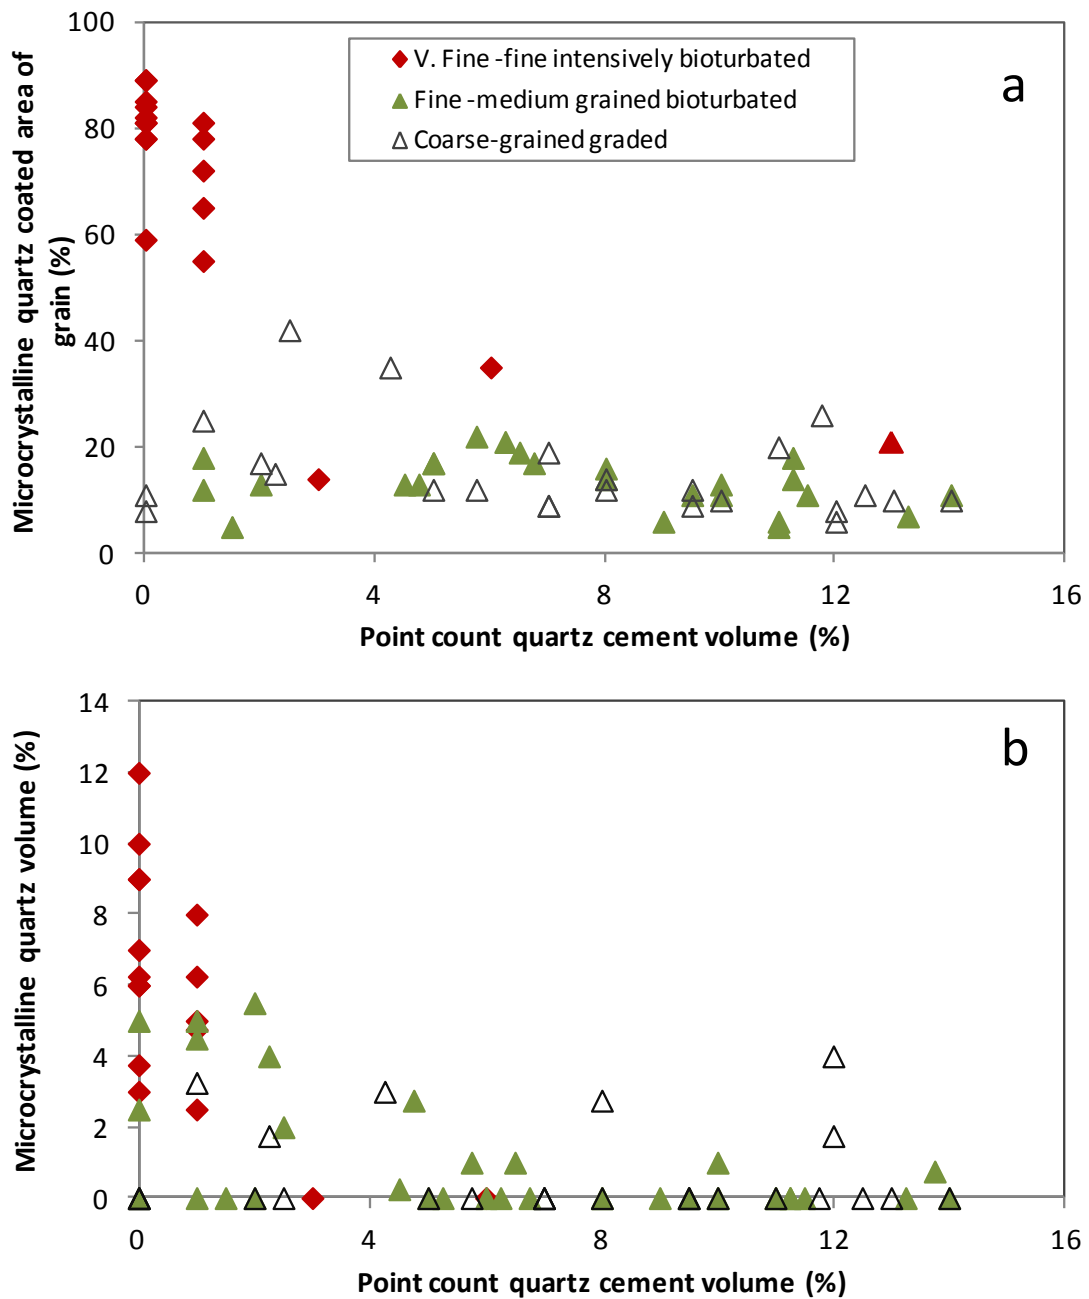 100
80
60
40
20
0
Microcrystalline quartz coated area of
grain (%)
V. Fine -fine intensively bioturbated
Fine -medium grained bioturbated
Coarse-grained graded
a
0 4 8 12 16
Point count quartz cement volume (%)
14
12
10
8
6
4
2
0
Microcrystalline quartz volume (%)
b
0 4 8 12 16
Point count quartz cement volume (%)